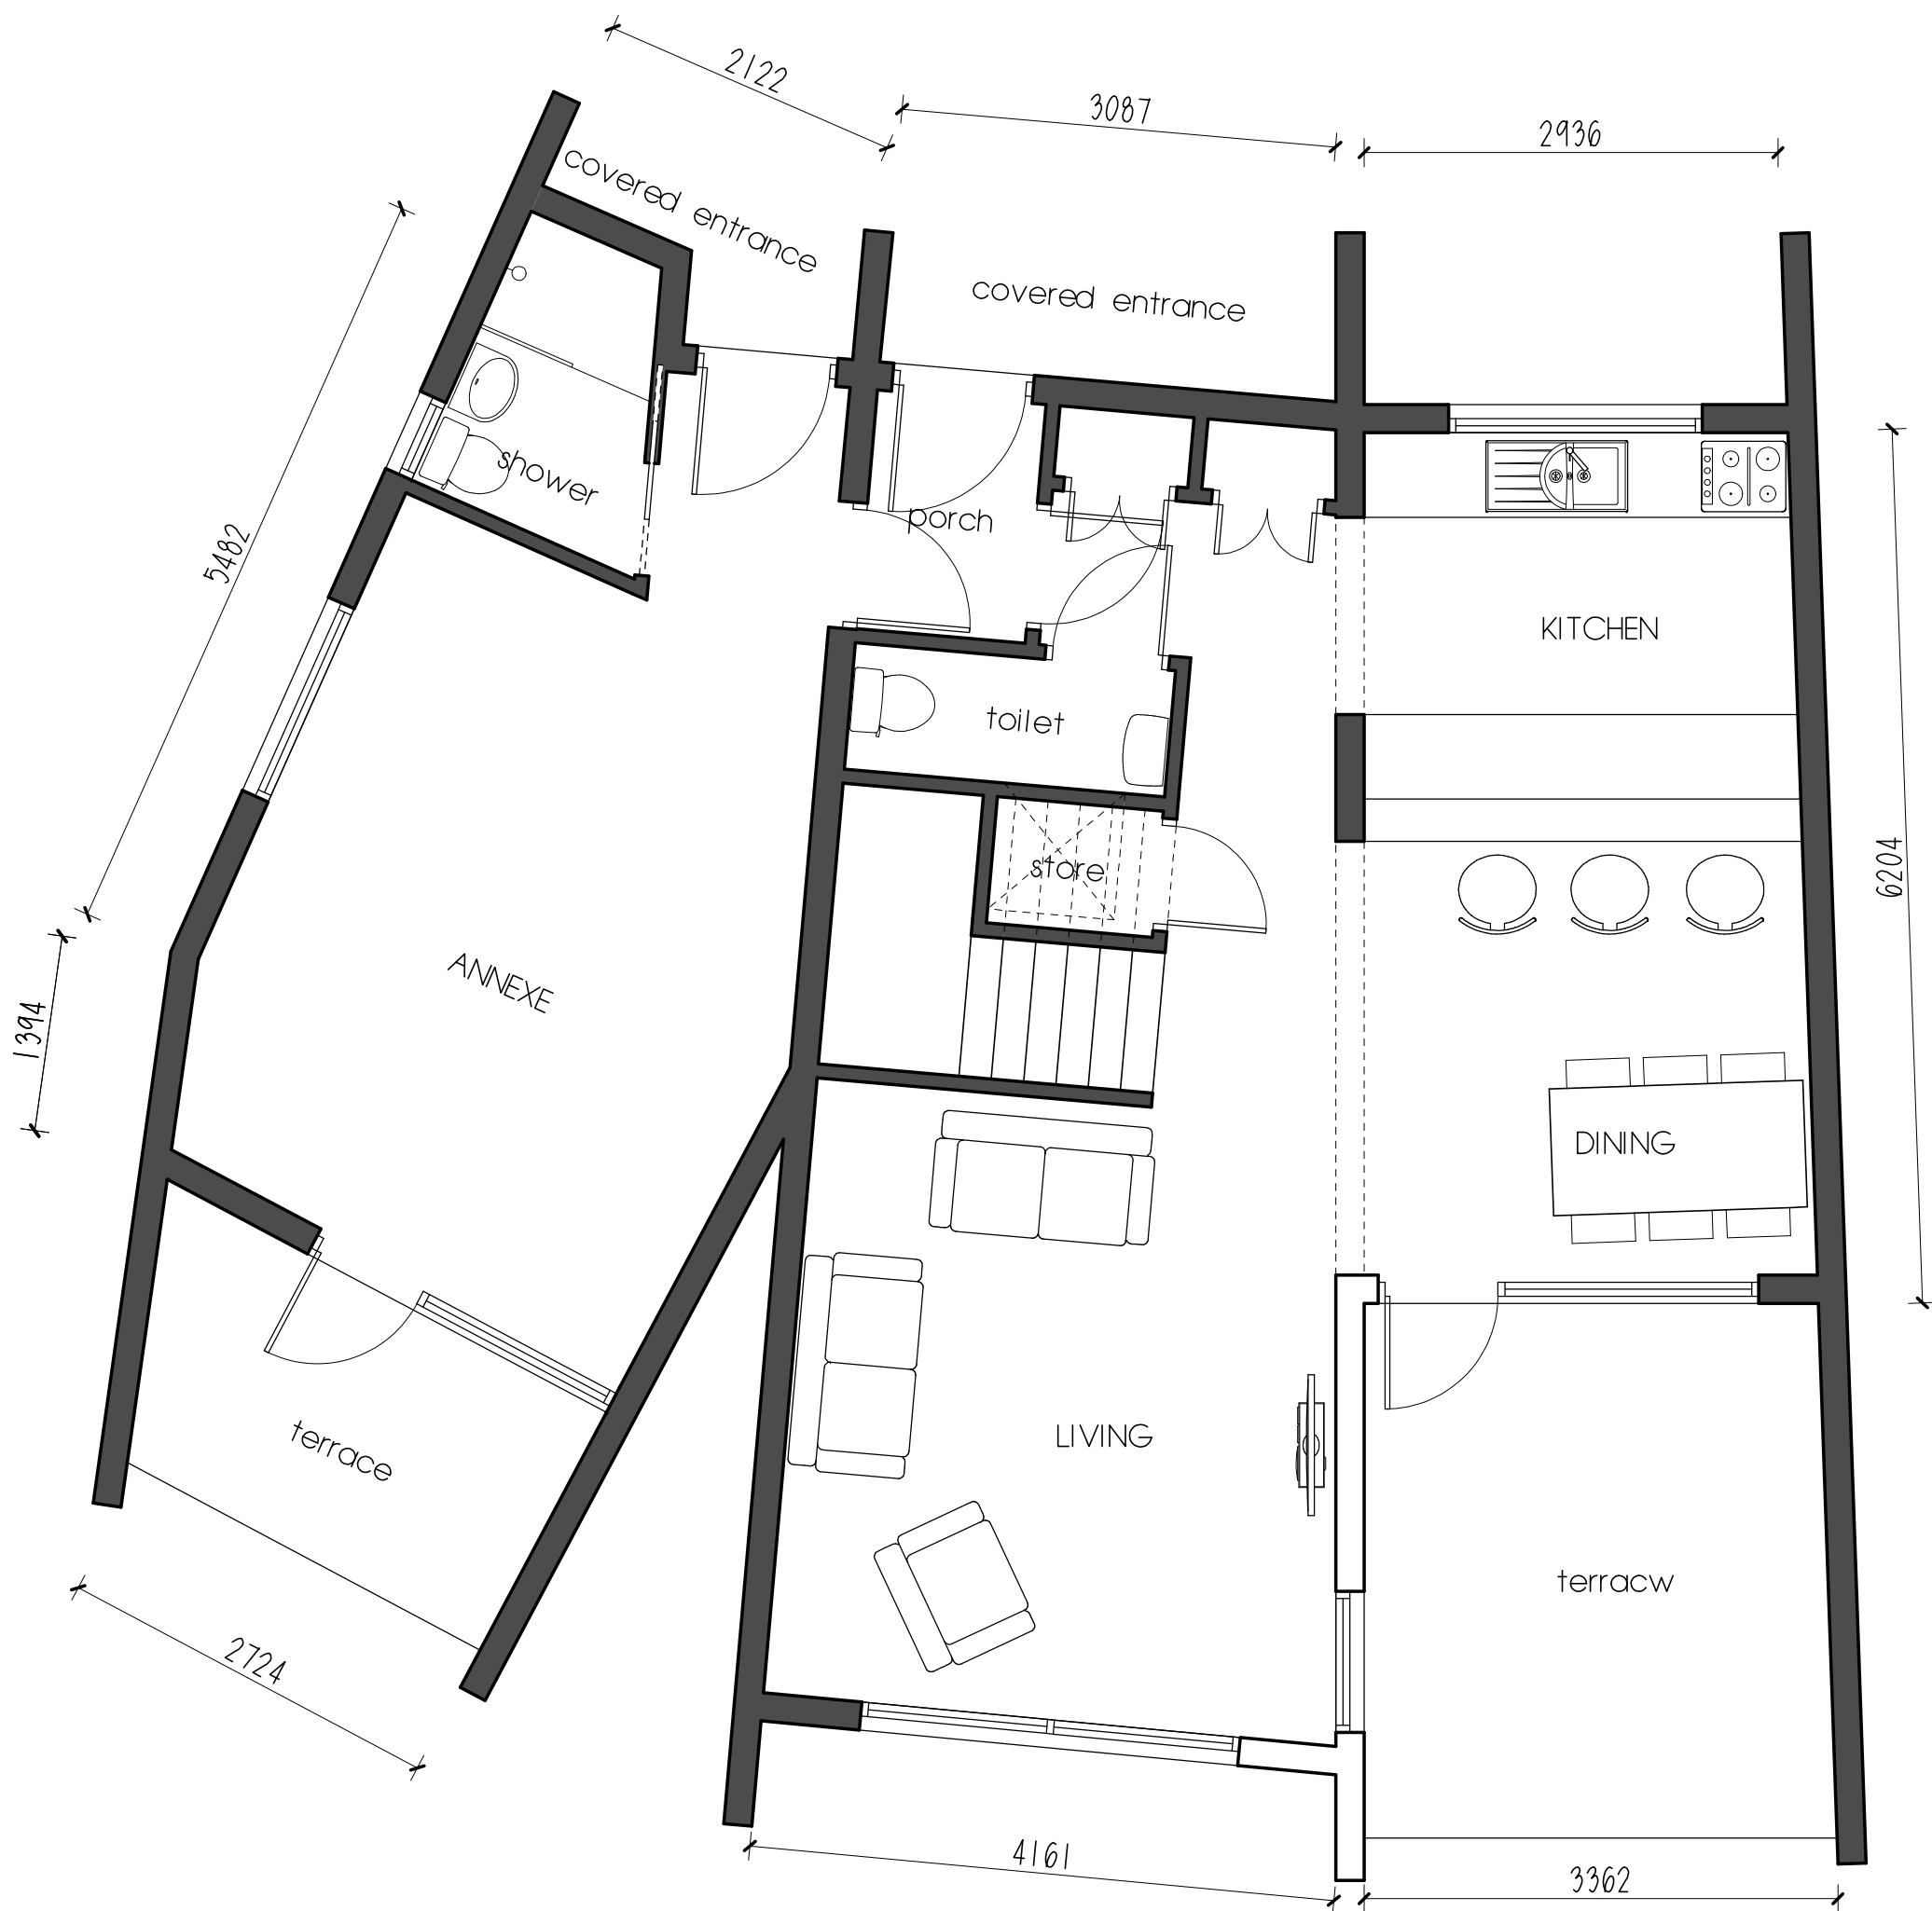 2122
3087
2936
covered entrance
covered entrance
5482
shower
porch
KITCHEN
toilet
store
6204
ANNEXE
1394
DINING
terrace
LIVING
terracw
2724
4161
3362